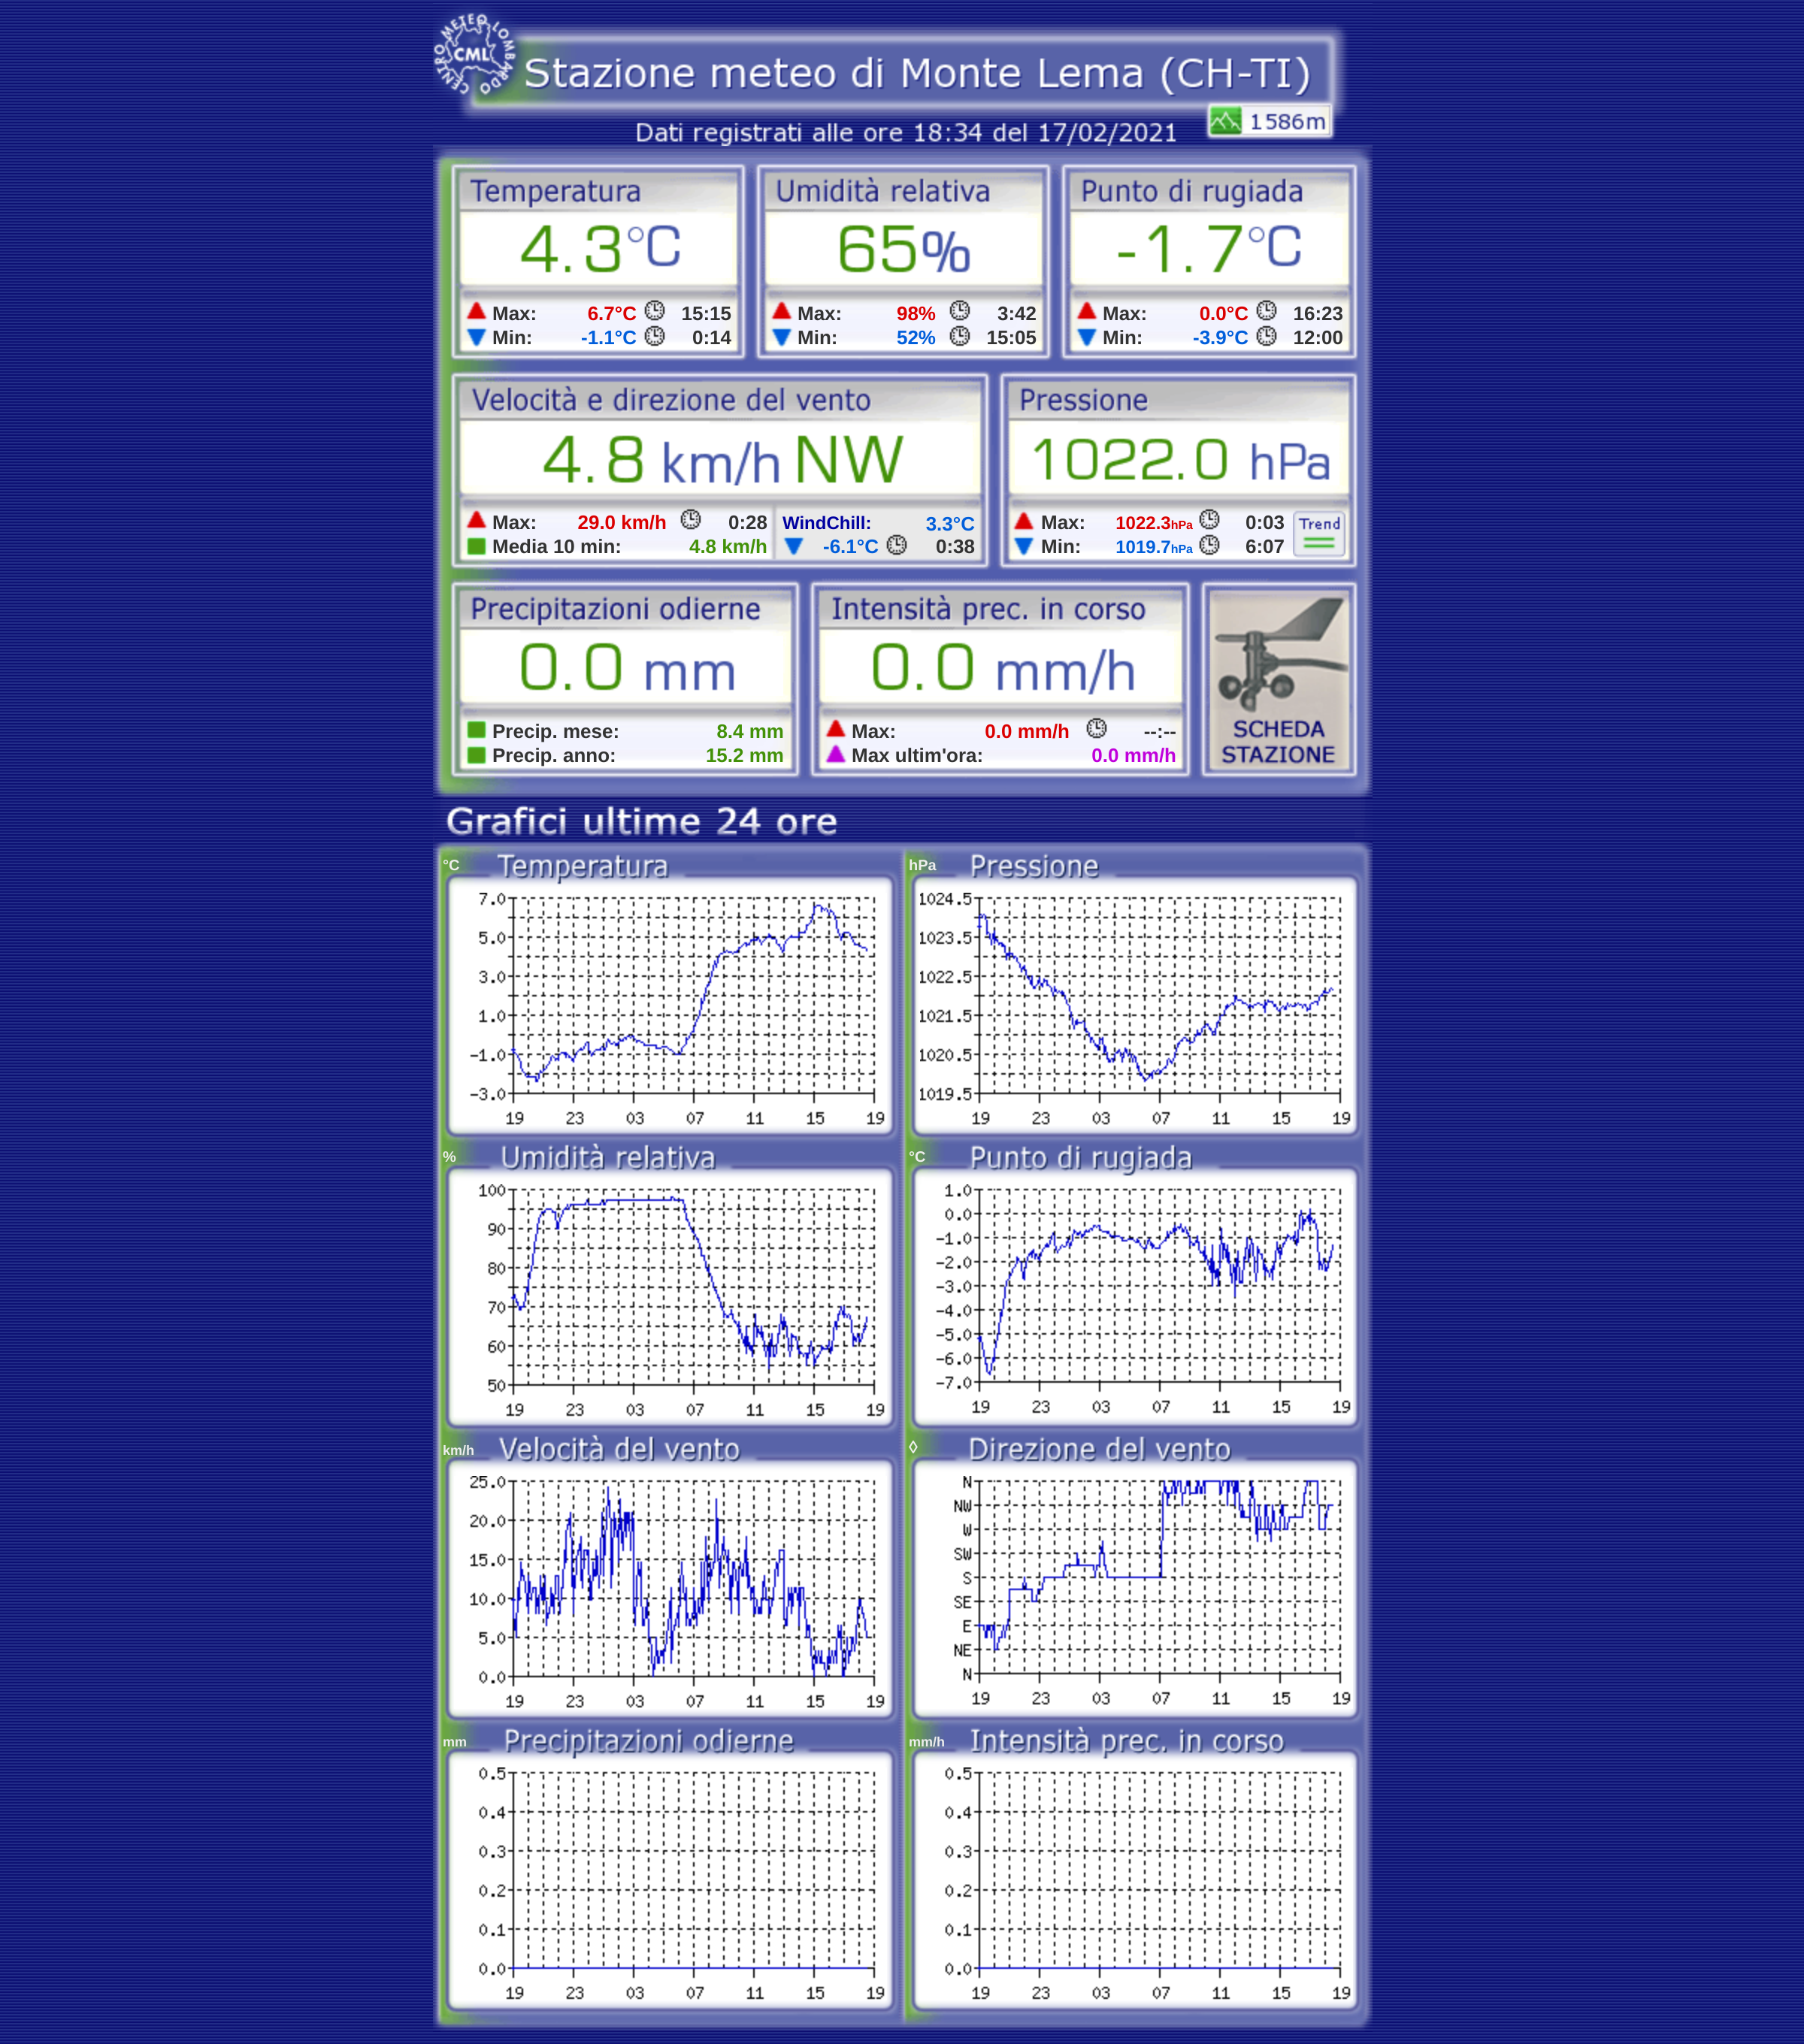 CENTRO METEO LOMBARDO
CML
Stazione meteo di Monte Lema (CH-TI)
1586m
Dati registrati alle ore 18:34 del 17/02/2021
Temperatura
4.3°C
Max: 6.7°C 15:15
Min: -1.1°C 0:14
Umidità relativa
65%
Max: 98% 3:42
Min: 52% 15:05
Punto di rugiada
-1.7°C
Max: 0.0°C 16:23
Min: -3.9°C 12:00
Velocità e direzione del vento
4.8 km/h NW
Max: 29.0 km/h 0:28
Media 10 min: 4.8 km/h
WindChill: 3.3°C
-6.1°C 0:38
Pressione
1022.0 hPa
Max: 1022.3hPa 0:03
Min: 1019.7hPa 6:07
Trend
Precipitazioni odierne
0.0 mm
Precip. mese: 8.4 mm
Precip. anno: 15.2 mm
Intensità prec. in corso
0.0 mm/h
Max: 0.0 mm/h --:--
Max ultim'ora: 0.0 mm/h
SCHEDA
STAZIONE
Grafici ultime 24 ore
°C Temperatura
7.0
5.0
3.0
1.0
-1.0
-3.0
19 23 03 07 11 15 19
hPa Pressione
1024.5
1023.5
1022.5
1021.5
1020.5
1019.5
19 23 03 07 11 15 19
% Umidità relativa
100
90
80
70
60
50
19 23 03 07 11 15 19
°C Punto di rugiada
1.0
0.0
-1.0
-2.0
-3.0
-4.0
-5.0
-6.0
-7.0
19 23 03 07 11 15 19
km/h Velocità del vento
25.0
20.0
15.0
10.0
5.0
0.0
19 23 03 07 11 15 19
◊ Direzione del vento
N
NW
W
SW
S
SE
E
NE
N
19 23 03 07 11 15 19
mm Precipitazioni odierne
0.5
0.4
0.3
0.2
0.1
0.0
19 23 03 07 11 15 19
mm/h Intensità prec. in corso
0.5
0.4
0.3
0.2
0.1
0.0
19 23 03 07 11 15 19